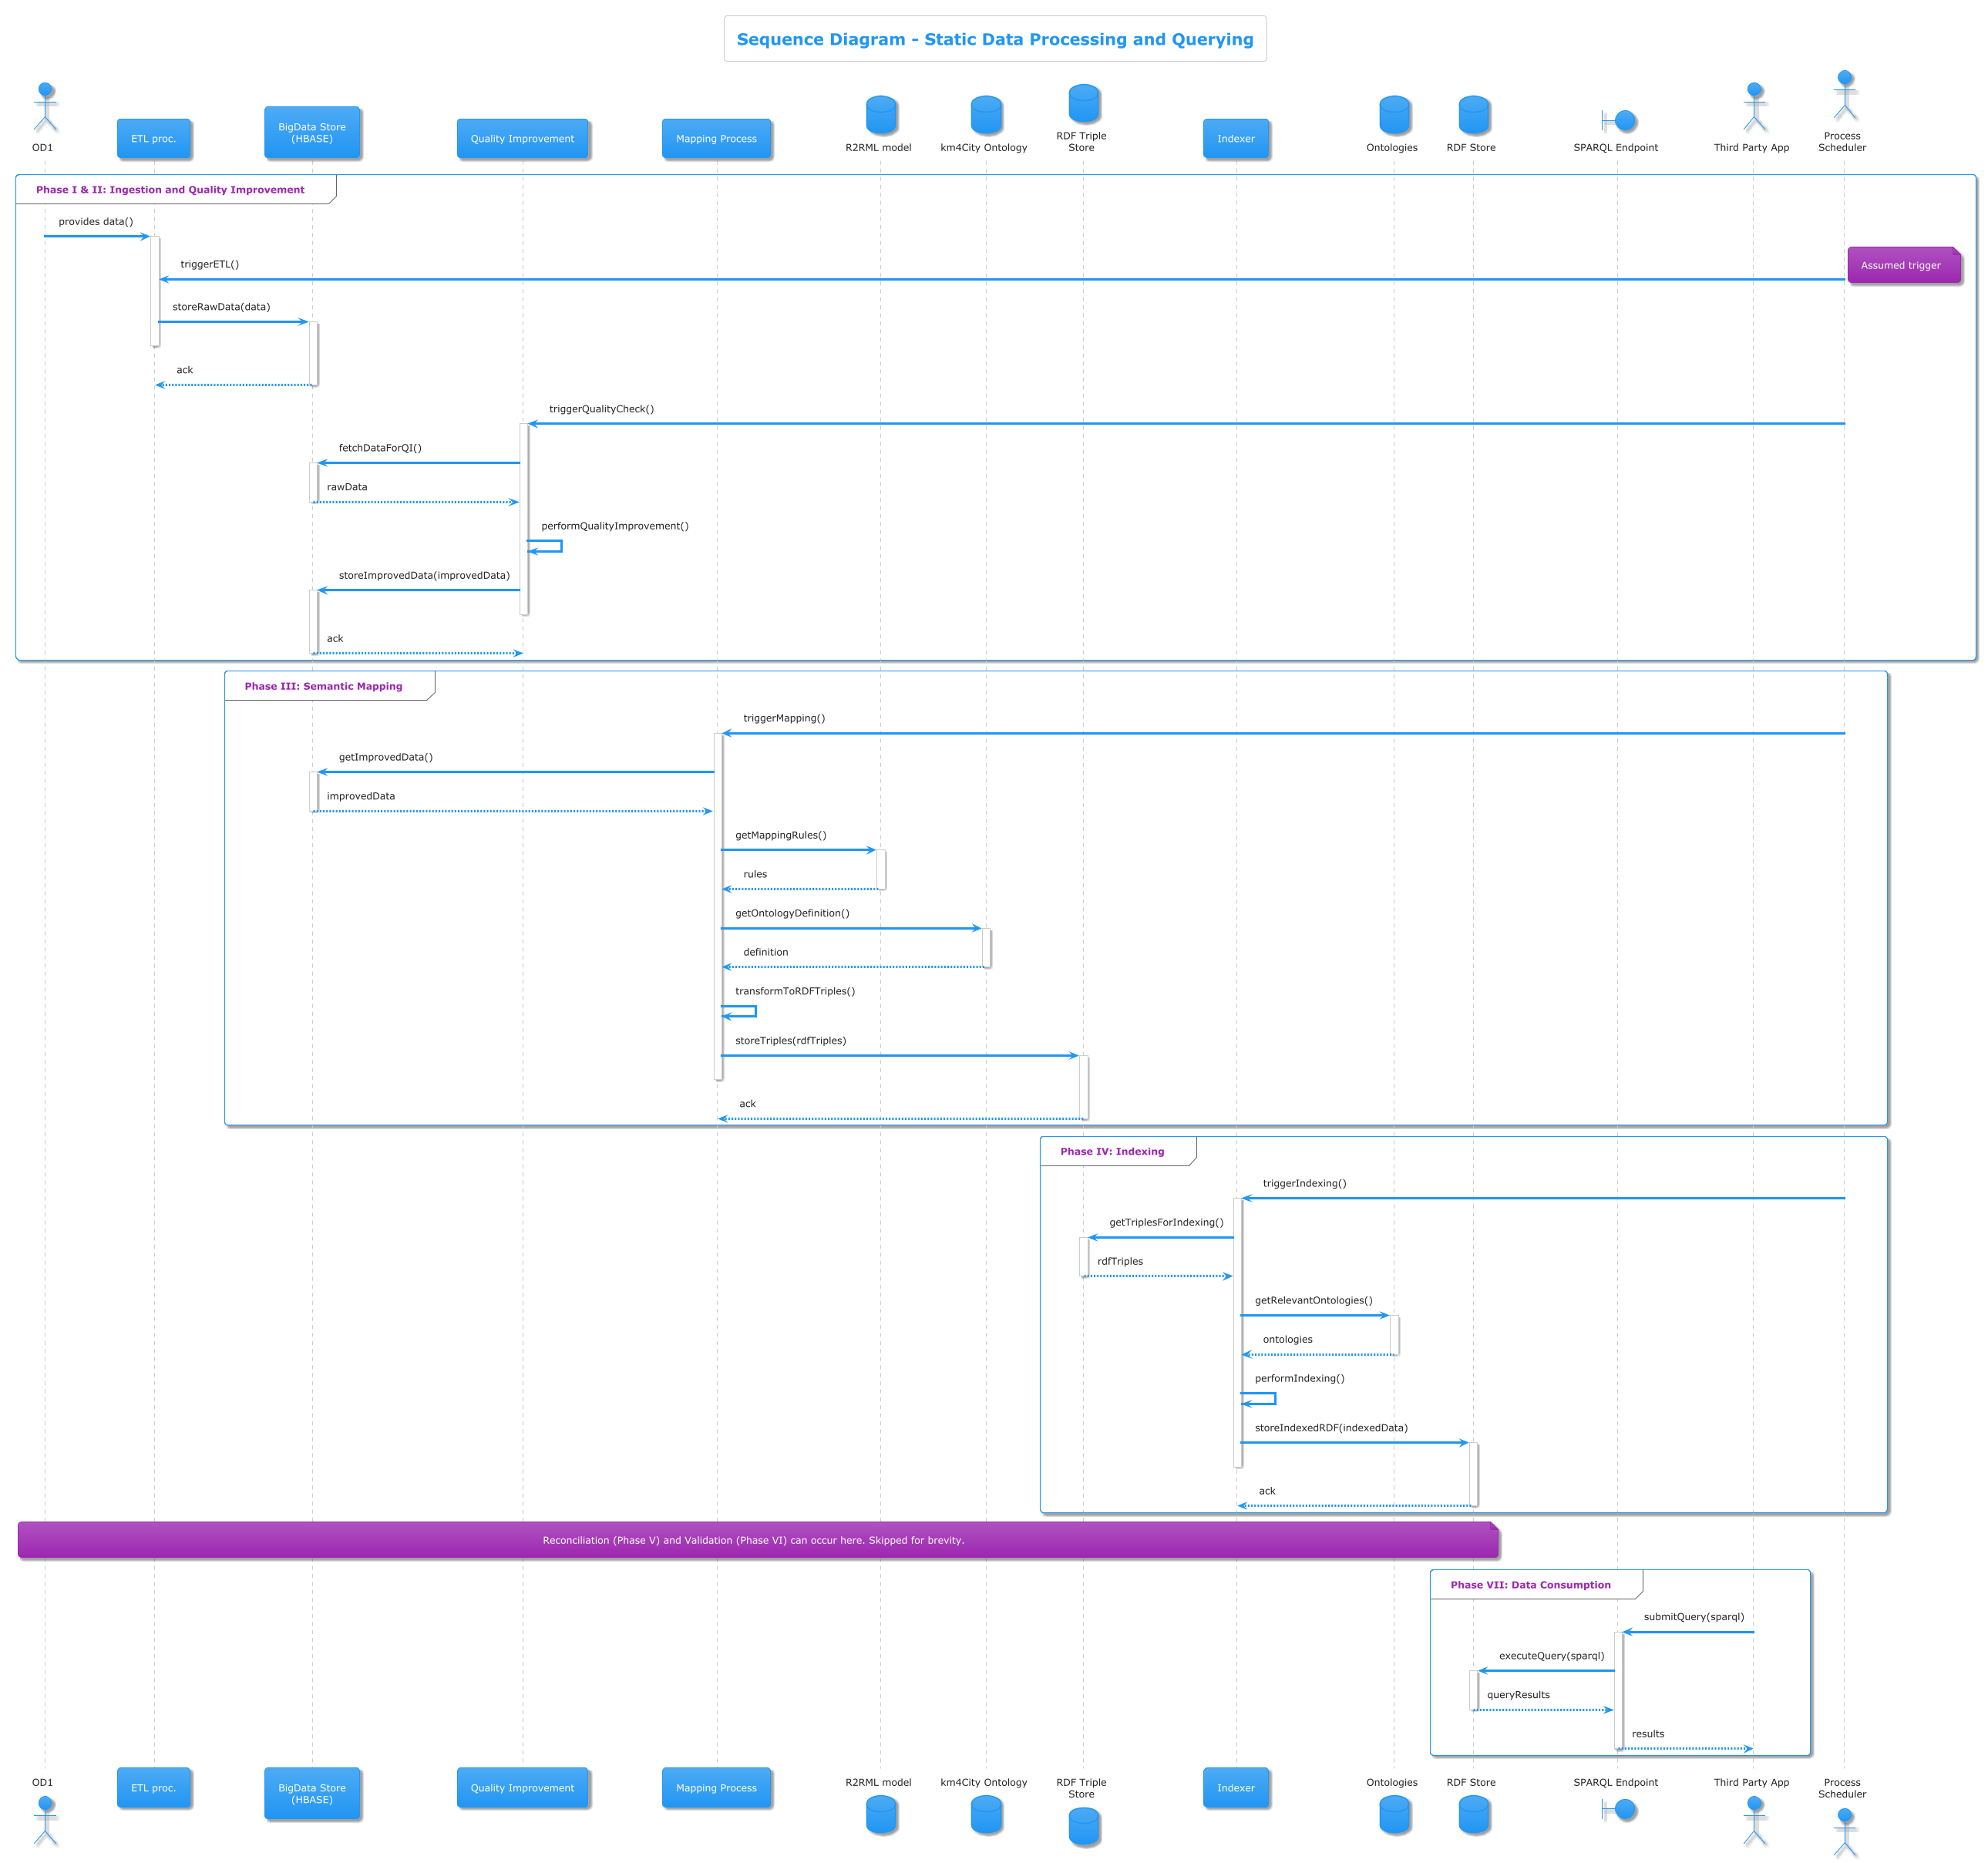 Sequence Diagram - Static Data Processing and Querying
OD1
ETL proc.
BigData Store
(HBASE)
Quality Improvement
Mapping Process
R2RML model
km4City Ontology
RDF Triple
Store
Indexer
Ontologies
RDF Store
SPARQL Endpoint
Third Party App
Process
Scheduler
Phase I & II: Ingestion and Quality Improvement
provides data()
triggerETL()
Assumed trigger
storeRawData(data)
ack
triggerQualityCheck()
fetchDataForQI()
rawData
performQualityImprovement()
storeImprovedData(improvedData)
ack
Phase III: Semantic Mapping
triggerMapping()
getImprovedData()
improvedData
getMappingRules()
rules
getOntologyDefinition()
definition
transformToRDFTriples()
storeTriples(rdfTriples)
ack
Phase IV: Indexing
triggerIndexing()
getTriplesForIndexing()
rdfTriples
getRelevantOntologies()
ontologies
performIndexing()
storeIndexedRDF(indexedData)
ack
Reconciliation (Phase V) and Validation (Phase VI) can occur here. Skipped for brevity.
Phase VII: Data Consumption
submitQuery(sparql)
executeQuery(sparql)
queryResults
results
OD1
ETL proc.
BigData Store
(HBASE)
Quality Improvement
Mapping Process
R2RML model
km4City Ontology
RDF Triple
Store
Indexer
Ontologies
RDF Store
SPARQL Endpoint
Third Party App
Process
Scheduler